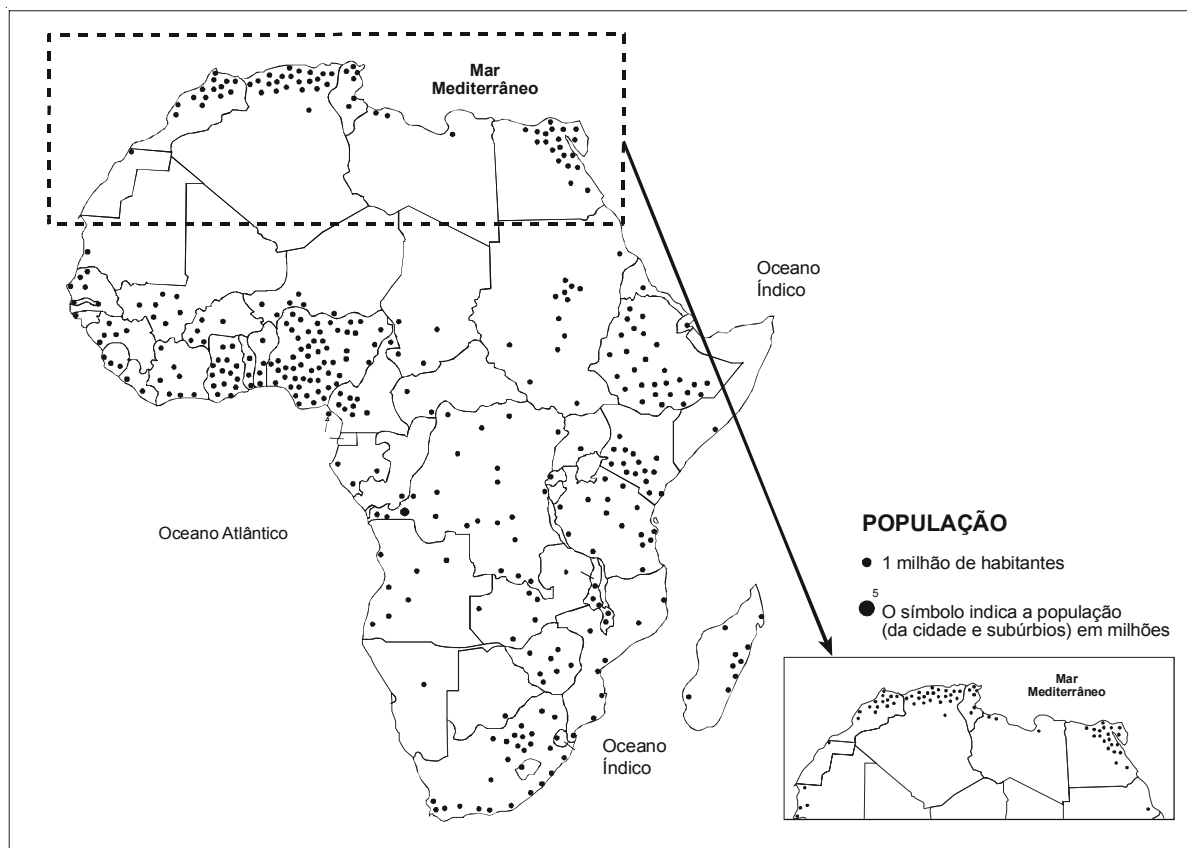 Mar
Mediterrâneo
Oceano
Índico
Oceano Atlântico
Oceano
Índico
POPULAÇÃO
1 milhão de habitantes
5
O símbolo indica a população
(da cidade e subúrbios) em milhões
Mar
Mediterrâneo